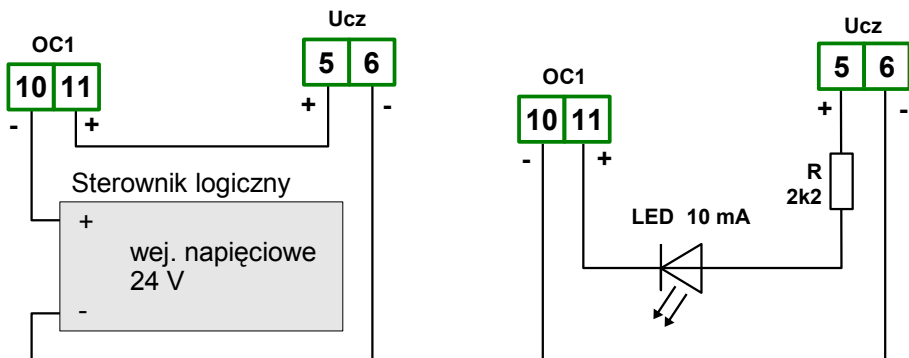 Ucz
OC1
5 6
10 11
+ -
- +
Sterownik logiczny
+
wej. napięciowe
24 V
-
Ucz
OC1
5 6
10 11
+ -
- +
R
2k2
LED 10 mA